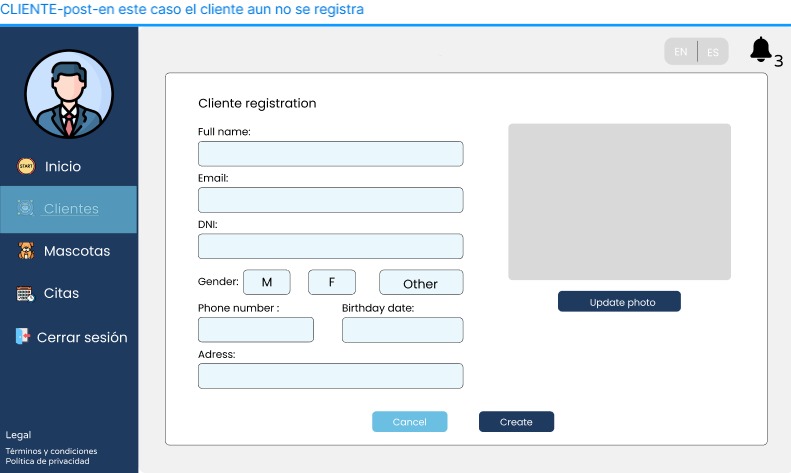 CLIENTE-post-en este caso el cliente aun no se registra
EN ES
3
START Inicio
Clientes
Mascotas
Citas
Cerrar sesión
Legal
Términos y condiciones
Política de privacidad
Cliente registration
Full name:
Email:
DNI:
Gender: M F Other
Phone number : Birthday date:
Adress:
Update photo
Cancel Create